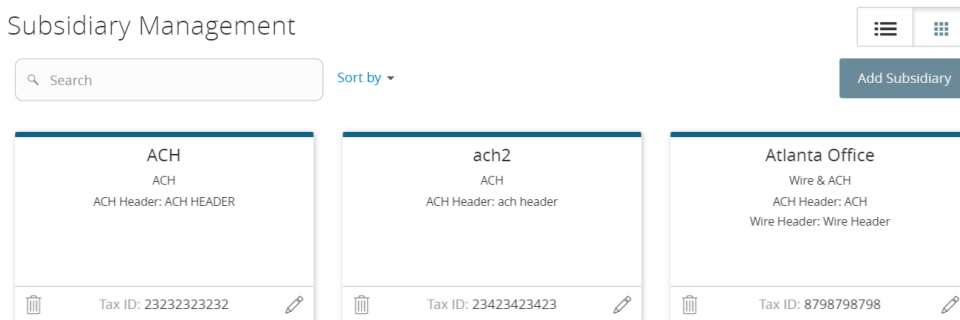 Subsidiary Management
Search
Sort by
Add Subsidiary
ACH
ACH
ACH Header: ACH HEADER
Tax ID: 23232323232
ach2
ACH
ACH Header: ach header
Tax ID: 23423423423
Atlanta Office
Wire & ACH
ACH Header: ACH
Wire Header: Wire Header
Tax ID: 8798798798